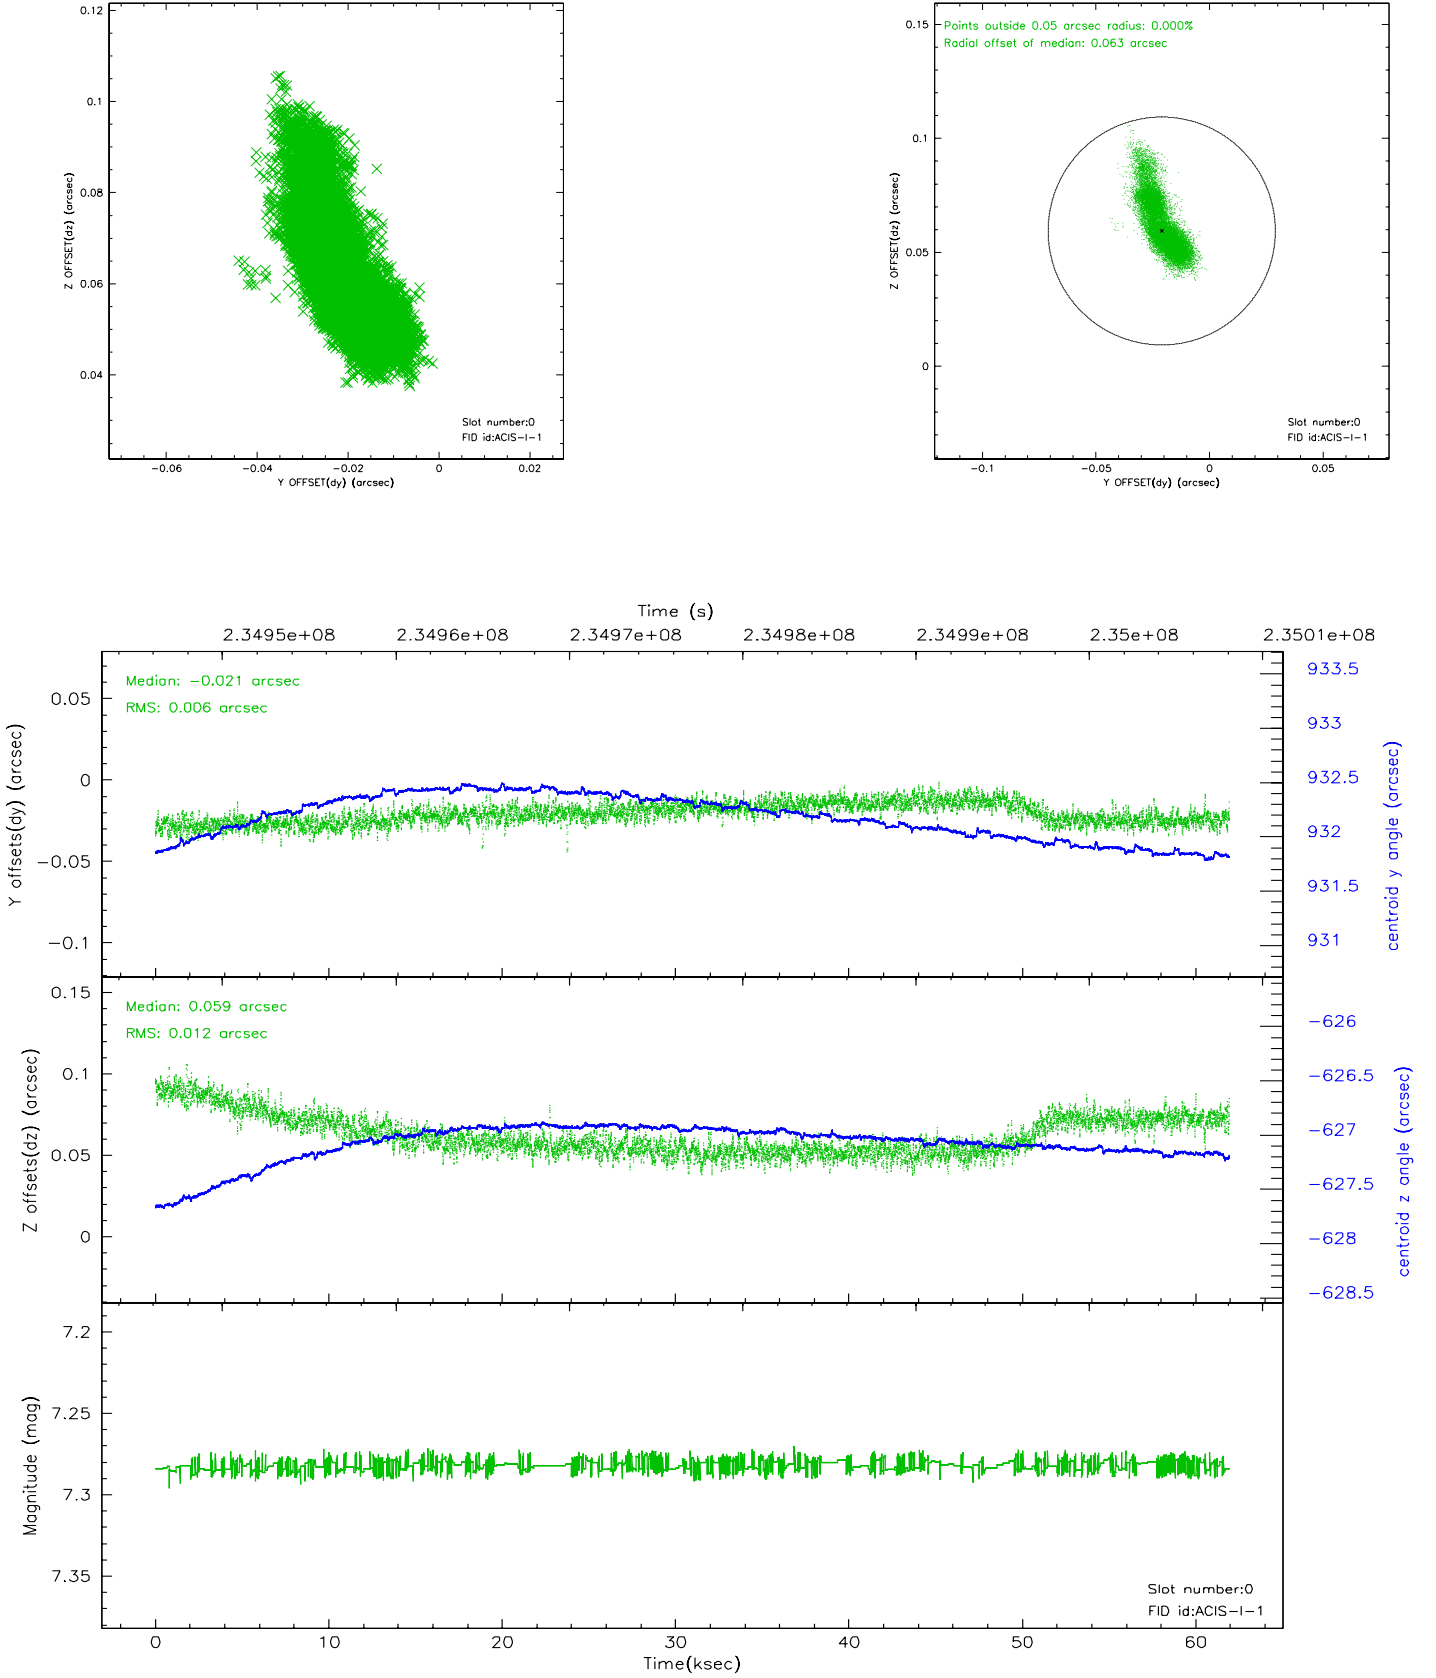 0.12
0.1
0.08
0.06
0.04
Z OFFSET(dz) (arcsec)
−0.06 −0.04 −0.02 0 0.02
Y OFFSET(dy) (arcsec)
Slot number:0
FID id:ACIS−I−1
Points outside 0.05 arcsec radius: 0.000%
Radial offset of median: 0.063 arcsec
0.15
0.1
0.05
0
Z OFFSET(dz) (arcsec)
−0.1 −0.05 0 0.05
Y OFFSET(dy) (arcsec)
Slot number:0
FID id:ACIS−I−1
Time (s)
2.3495e+08 2.3496e+08 2.3497e+08 2.3498e+08 2.3499e+08 2.35e+08 2.3501e+08
Median: −0.021 arcsec
RMS: 0.006 arcsec
0.05
0
−0.05
−0.1
Y offsets(dy) (arcsec)
933.5
933
932.5
932
931.5
931
centroid y angle (arcsec)
Median: 0.059 arcsec
RMS: 0.012 arcsec
0.15
0.1
0.05
0
Z offsets(dz) (arcsec)
−626
−626.5
−627
−627.5
−628
−628.5
centroid z angle (arcsec)
7.2
7.25
7.3
7.35
Magnitude (mag)
Slot number:0
FID id:ACIS−I−1
0 10 20 30 40 50 60
Time(ksec)